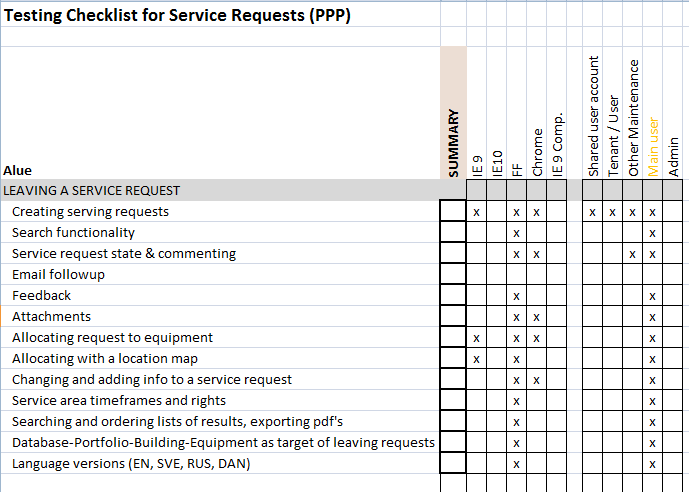 Testing Checklist for Service Requests (PPP)
Alue SUMMARY IE 9 IE10 FF Chrome IE 9 Comp. Shared user account Tenant / User Other Maintenance Main user Admin
LEAVING A SERVICE REQUEST
Creating serving requests x x x x x x x
Search functionality x x
Service request state & commenting x x x x
Email followup
Feedback x x
Attachments x x x
Allocating request to equipment x x x x
Allocating with a location map x x x
Changing and adding info to a service request x x x
Service area timeframes and rights x x
Searching and ordering lists of results, exporting pdf's x x
Database-Portfolio-Building-Equipment as target of leaving requests x x
Language versions (EN, SVE, RUS, DAN) x x